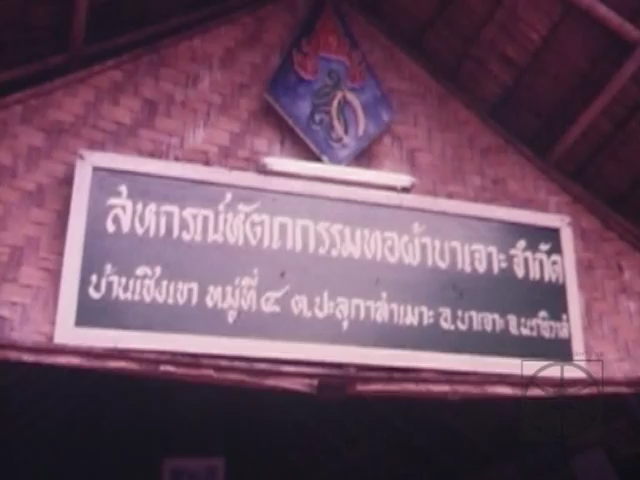 สหกรณ์หัตถกรรมทอผ้าบาเจาะ จำกัด
บ้านเชิงเขา หมู่ที่ ๔ ต.ปะลุกาสาเมาะ อ.บาเจาะ จ.นราธิวาส